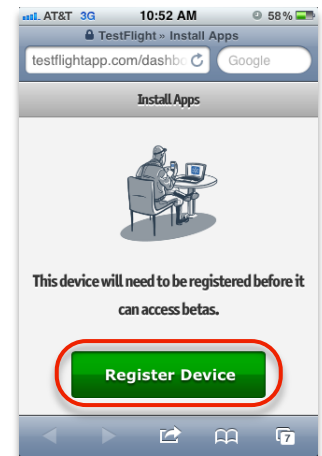 AT&T 3G 10:52 AM 58%
TestFlight » Install Apps
testflightapp.com/dashbo Google
Install Apps
This device will need to be registered before it
can access betas.
Register Device
7